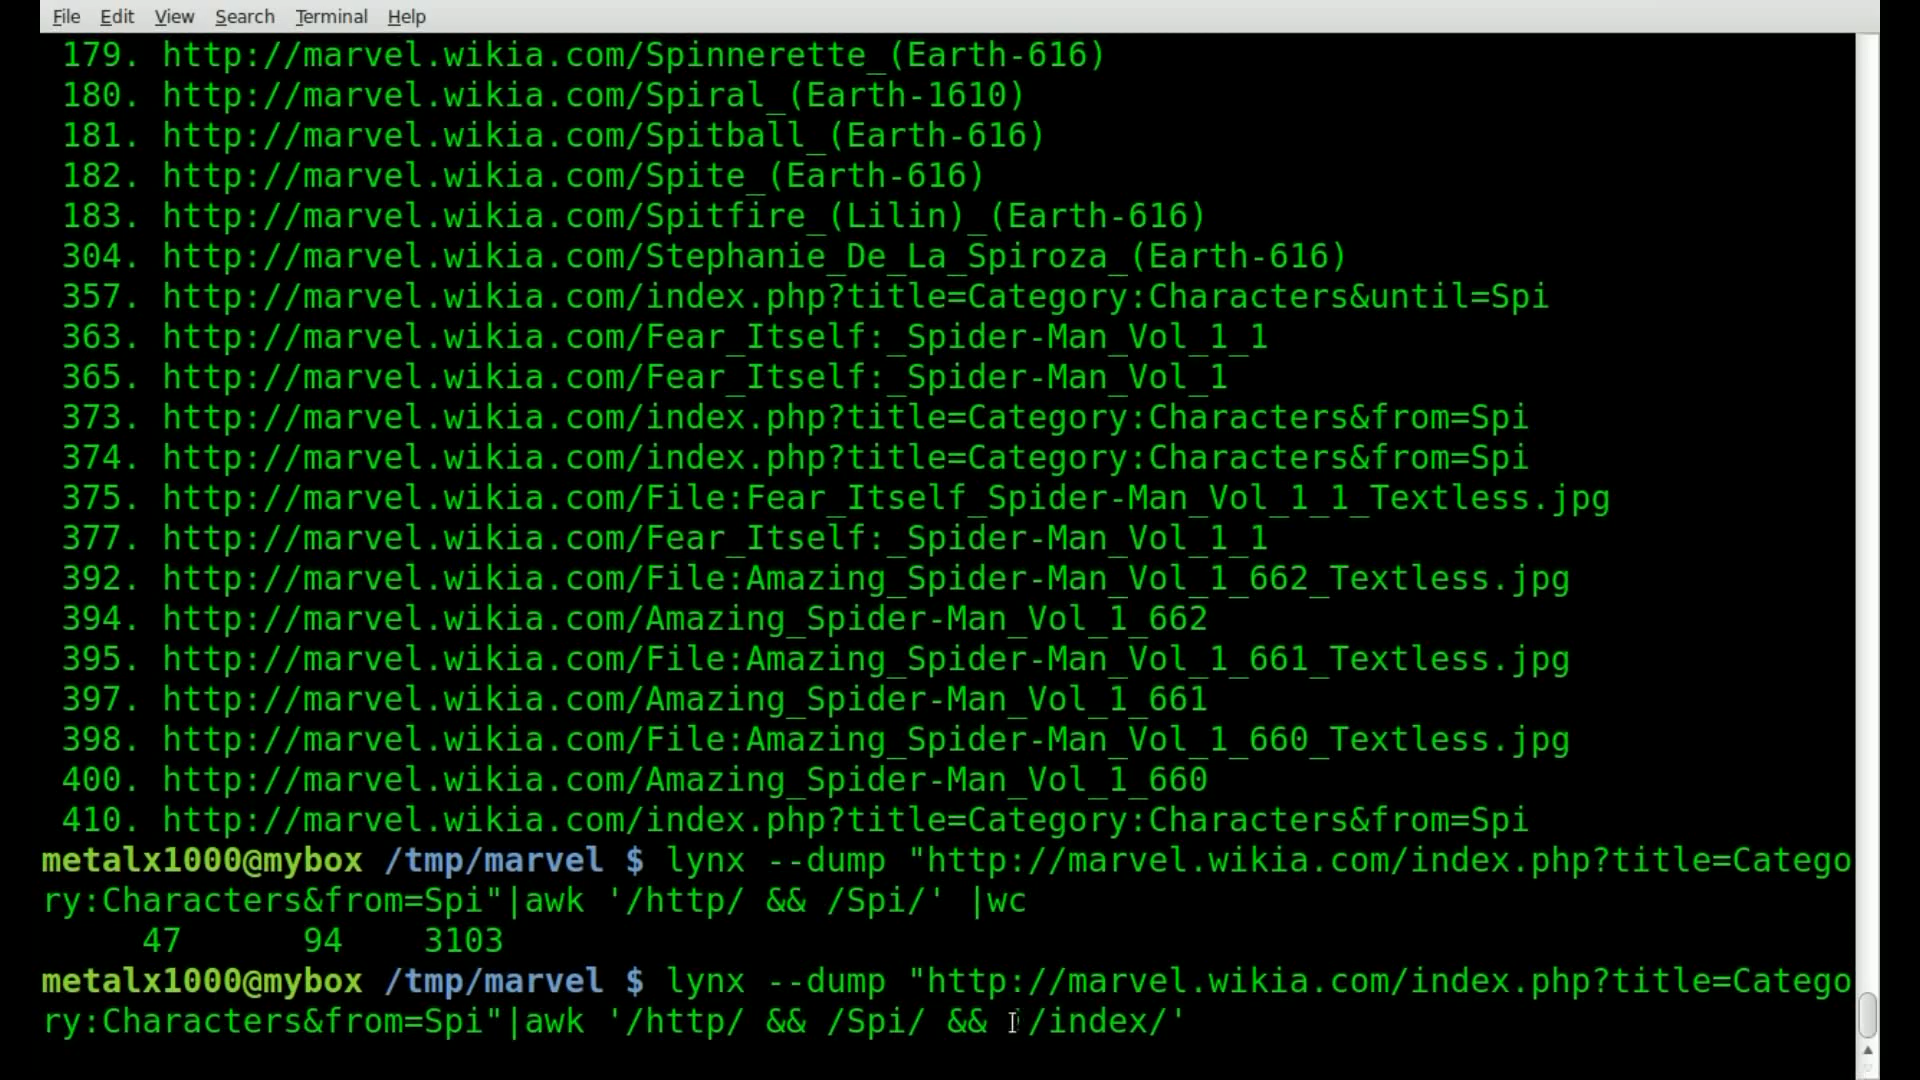 File Edit View Search Terminal Help
179. http://marvel.wikia.com/Spinnerette_(Earth-616)
180. http://marvel.wikia.com/Spiral_(Earth-1610)
181. http://marvel.wikia.com/Spitball_(Earth-616)
182. http://marvel.wikia.com/Spite_(Earth-616)
183. http://marvel.wikia.com/Spitfire_(Lilin)_(Earth-616)
304. http://marvel.wikia.com/Stephanie_De_La_Spiroza_(Earth-616)
357. http://marvel.wikia.com/index.php?title=Category:Characters&until=Spi
363. http://marvel.wikia.com/Fear_Itself:_Spider-Man_Vol_1_1
365. http://marvel.wikia.com/Fear_Itself:_Spider-Man_Vol_1
373. http://marvel.wikia.com/index.php?title=Category:Characters&from=Spi
374. http://marvel.wikia.com/index.php?title=Category:Characters&from=Spi
375. http://marvel.wikia.com/File:Fear_Itself_Spider-Man_Vol_1_1_Textless.jpg
377. http://marvel.wikia.com/Fear_Itself:_Spider-Man_Vol_1_1
392. http://marvel.wikia.com/File:Amazing_Spider-Man_Vol_1_662_Textless.jpg
394. http://marvel.wikia.com/Amazing_Spider-Man_Vol_1_662
395. http://marvel.wikia.com/File:Amazing_Spider-Man_Vol_1_661_Textless.jpg
397. http://marvel.wikia.com/Amazing_Spider-Man_Vol_1_661
398. http://marvel.wikia.com/File:Amazing_Spider-Man_Vol_1_660_Textless.jpg
400. http://marvel.wikia.com/Amazing_Spider-Man_Vol_1_660
410. http://marvel.wikia.com/index.php?title=Category:Characters&from=Spi
metalx1000@mybox /tmp/marvel $ lynx --dump "http://marvel.wikia.com/index.php?title=Catego
ry:Characters&from=Spi"|awk '/http/ && /Spi/' |wc
47 94 3103
metalx1000@mybox /tmp/marvel $ lynx --dump "http://marvel.wikia.com/index.php?title=Catego
ry:Characters&from=Spi"|awk '/http/ && /Spi/ && /index/'